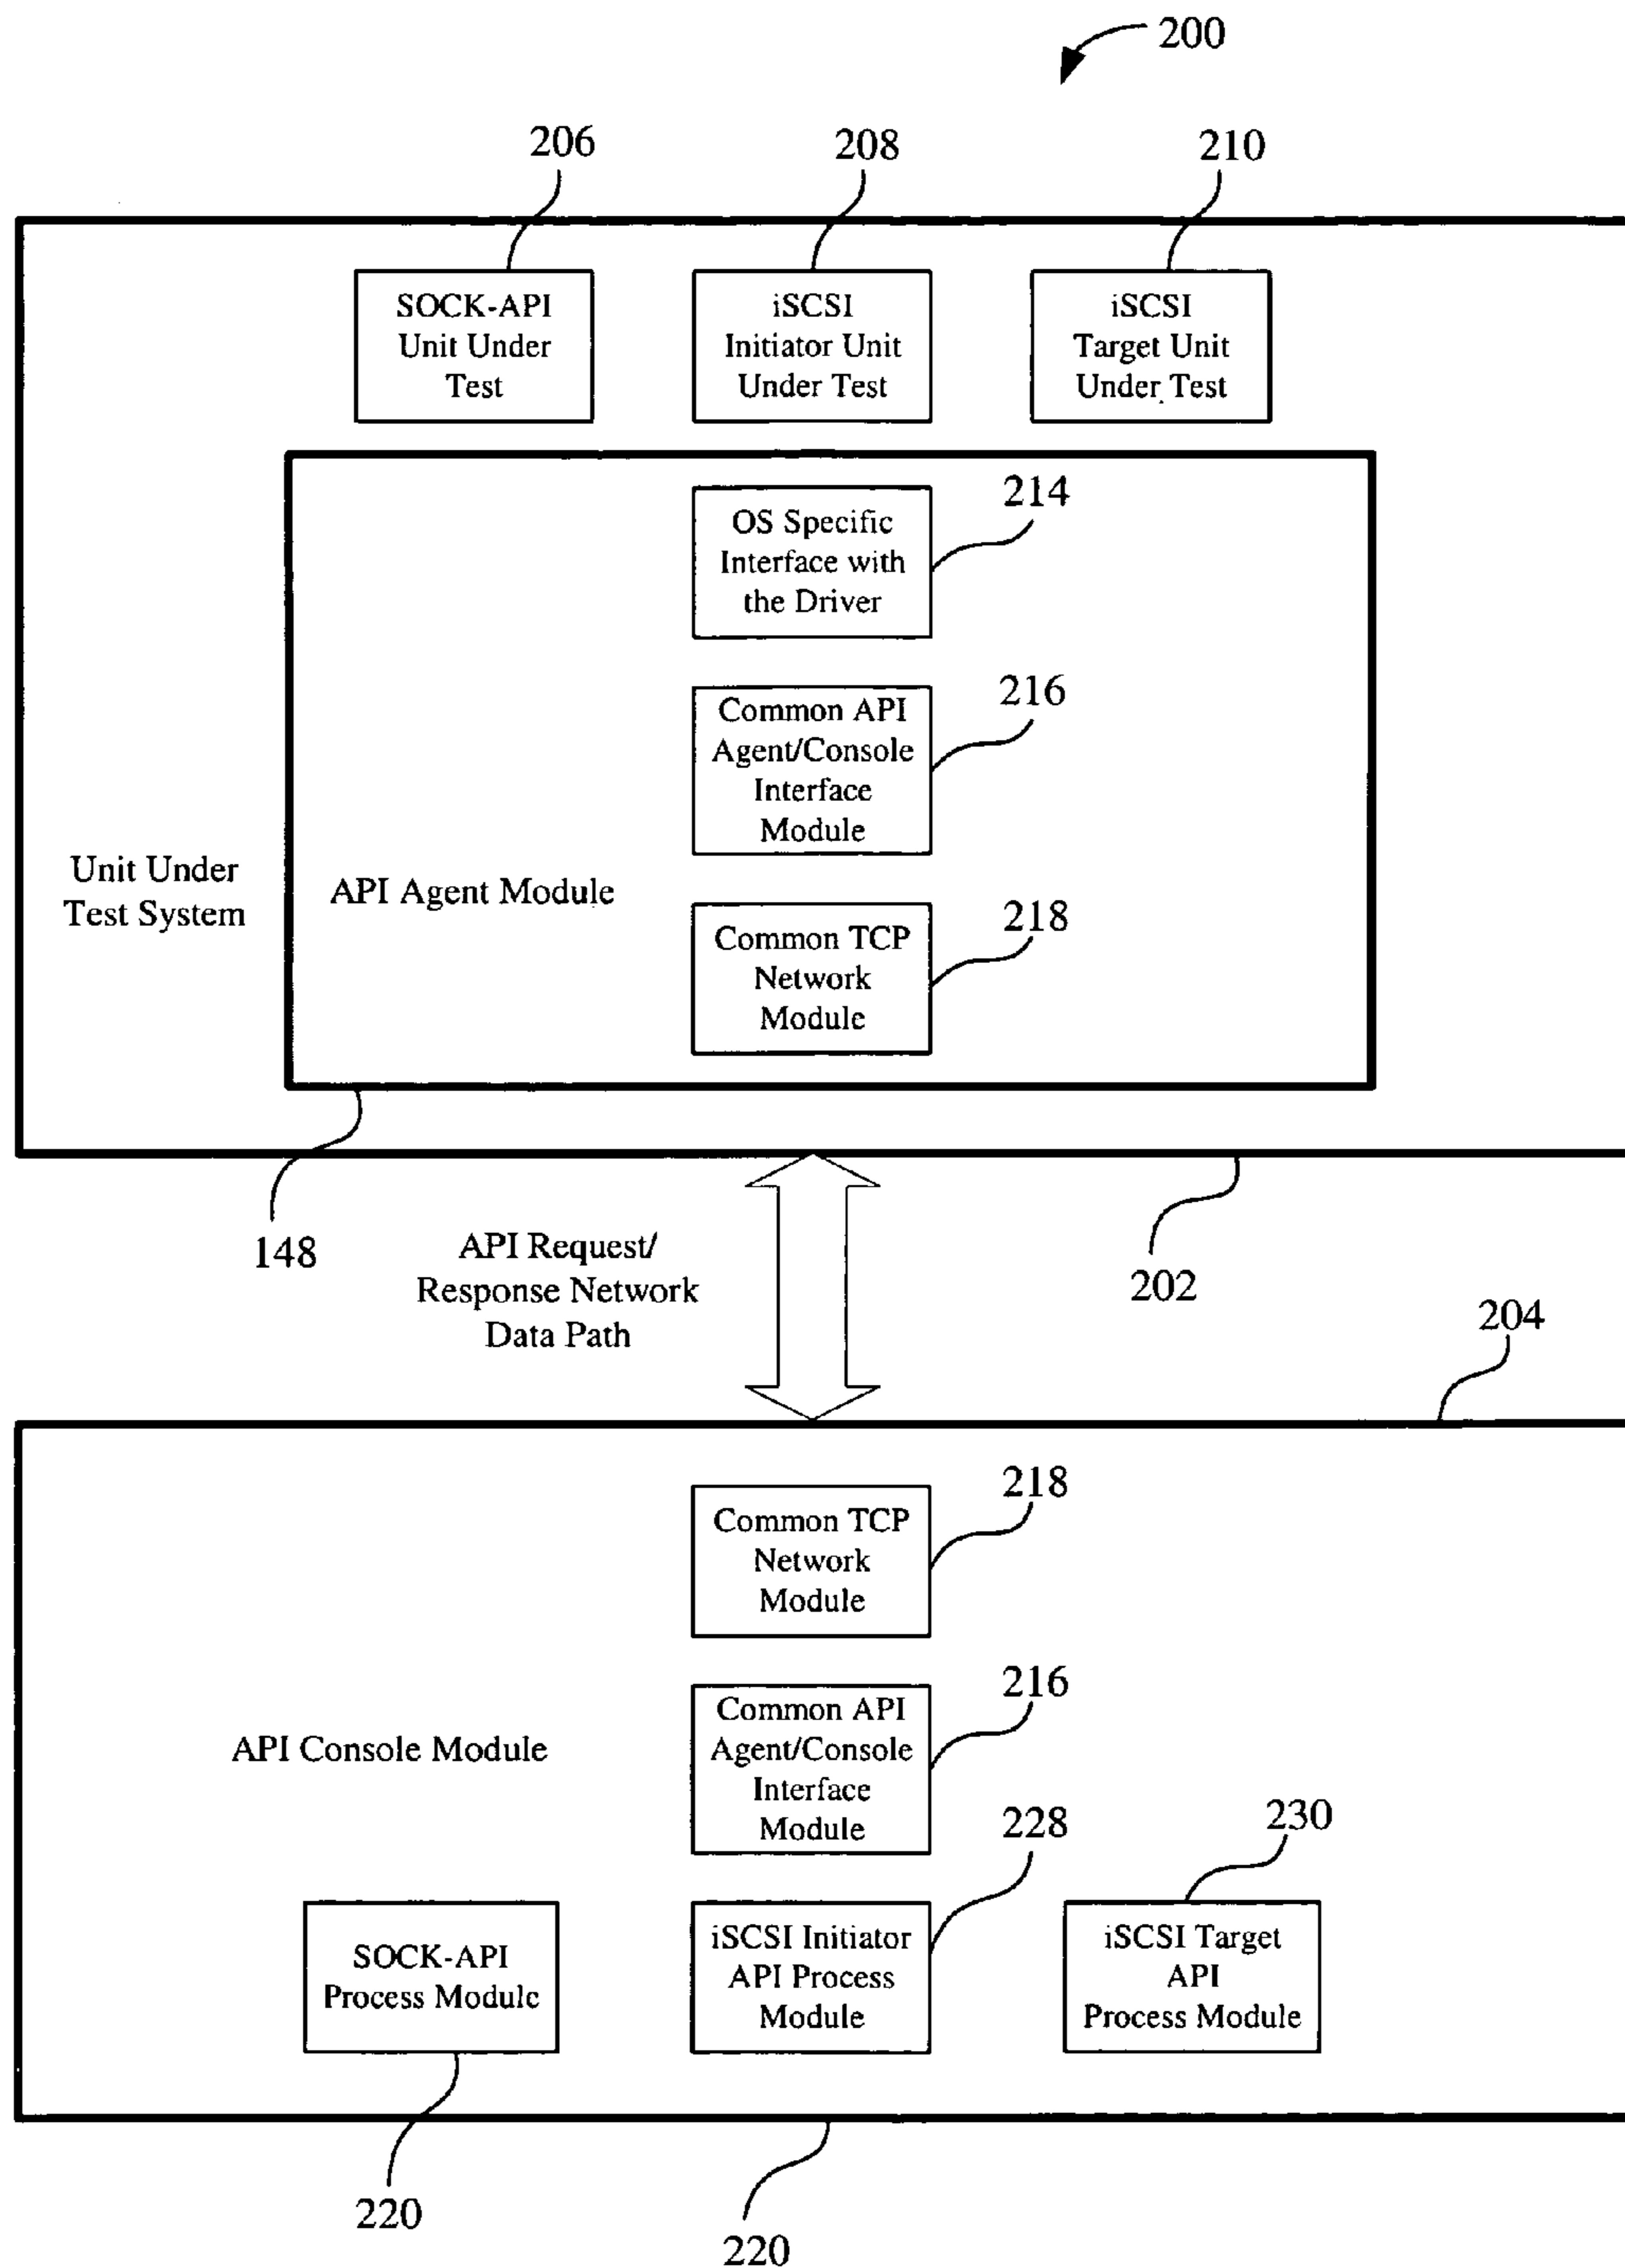 200
206
208
210
SOCK-API
Unit Under
Test
iSCSI
Initiator Unit
Under Test
iSCSI
Target Unit
Under Test
214
OS Specific
Interface with
the Driver
216
Common API
Agent/Console
Interface
Module
Unit Under
Test System
API Agent Module
218
Common TCP
Network
Module
148
API Request/
Response Network
Data Path
202
204
218
Common TCP
Network
Module
216
Common API
Agent/Console
Interface
Module
API Console Module
228
230
SOCK-API
Process Module
iSCSI Initiator
API Process
Module
iSCSI Target
API
Process Module
220
220